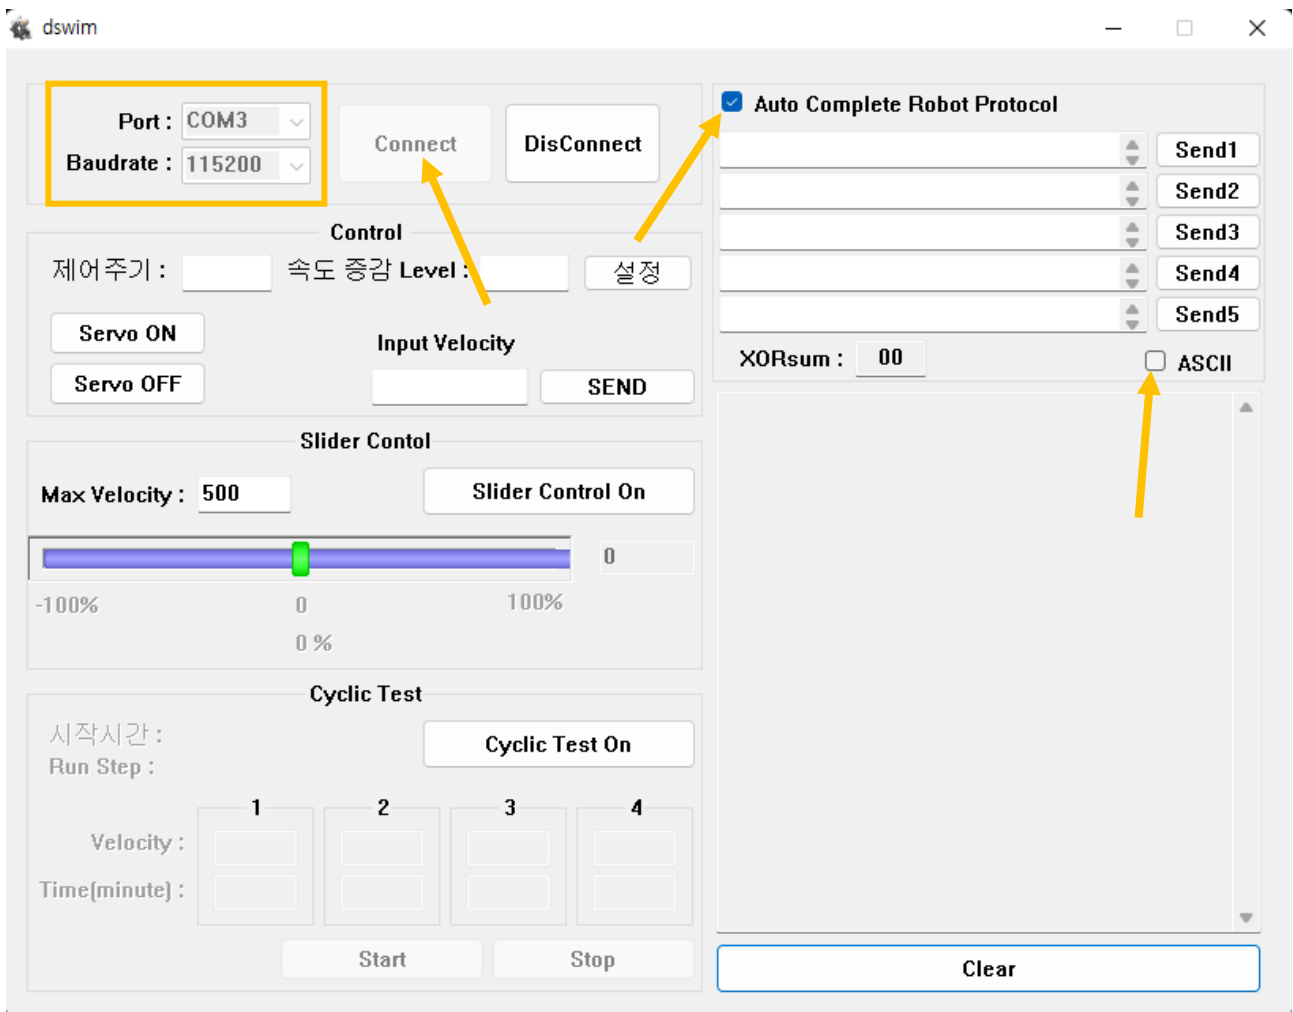 dswim
Port : COM3
Baudrate : 115200
Connect
DisConnect
Control
제어주기 :
속도 증감 Level :
설정
Servo ON
Servo OFF
Input Velocity
SEND
Slider Contol
Max Velocity : 500
Slider Control On
0
-100%
0
100%
0 %
Cyclic Test
시작시간 :
Run Step :
Cyclic Test On
1
2
3
4
Velocity :
Time(minute) :
Start
Stop
Auto Complete Robot Protocol
Send1
Send2
Send3
Send4
Send5
XORsum : 00
ASCII
Clear